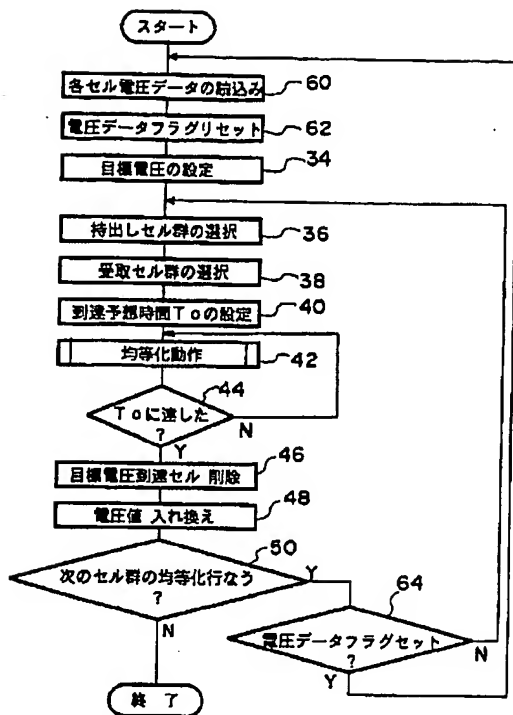 スタート
各セル電圧データの読込み
60
電圧データフラグリセット
62
目標電圧の設定
34
持出しセル群の選択
36
受取セル群の選択
38
到達予想時間Toの設定
40
均等化動作
42
44
Toに達した
?
N
Y
46
目標電圧到達セル 削除
48
電圧値 入れ換え
50
次のセル群の均等化行なう
?
Y
N
64
電圧データフラグセット
?
N
Y
終 了